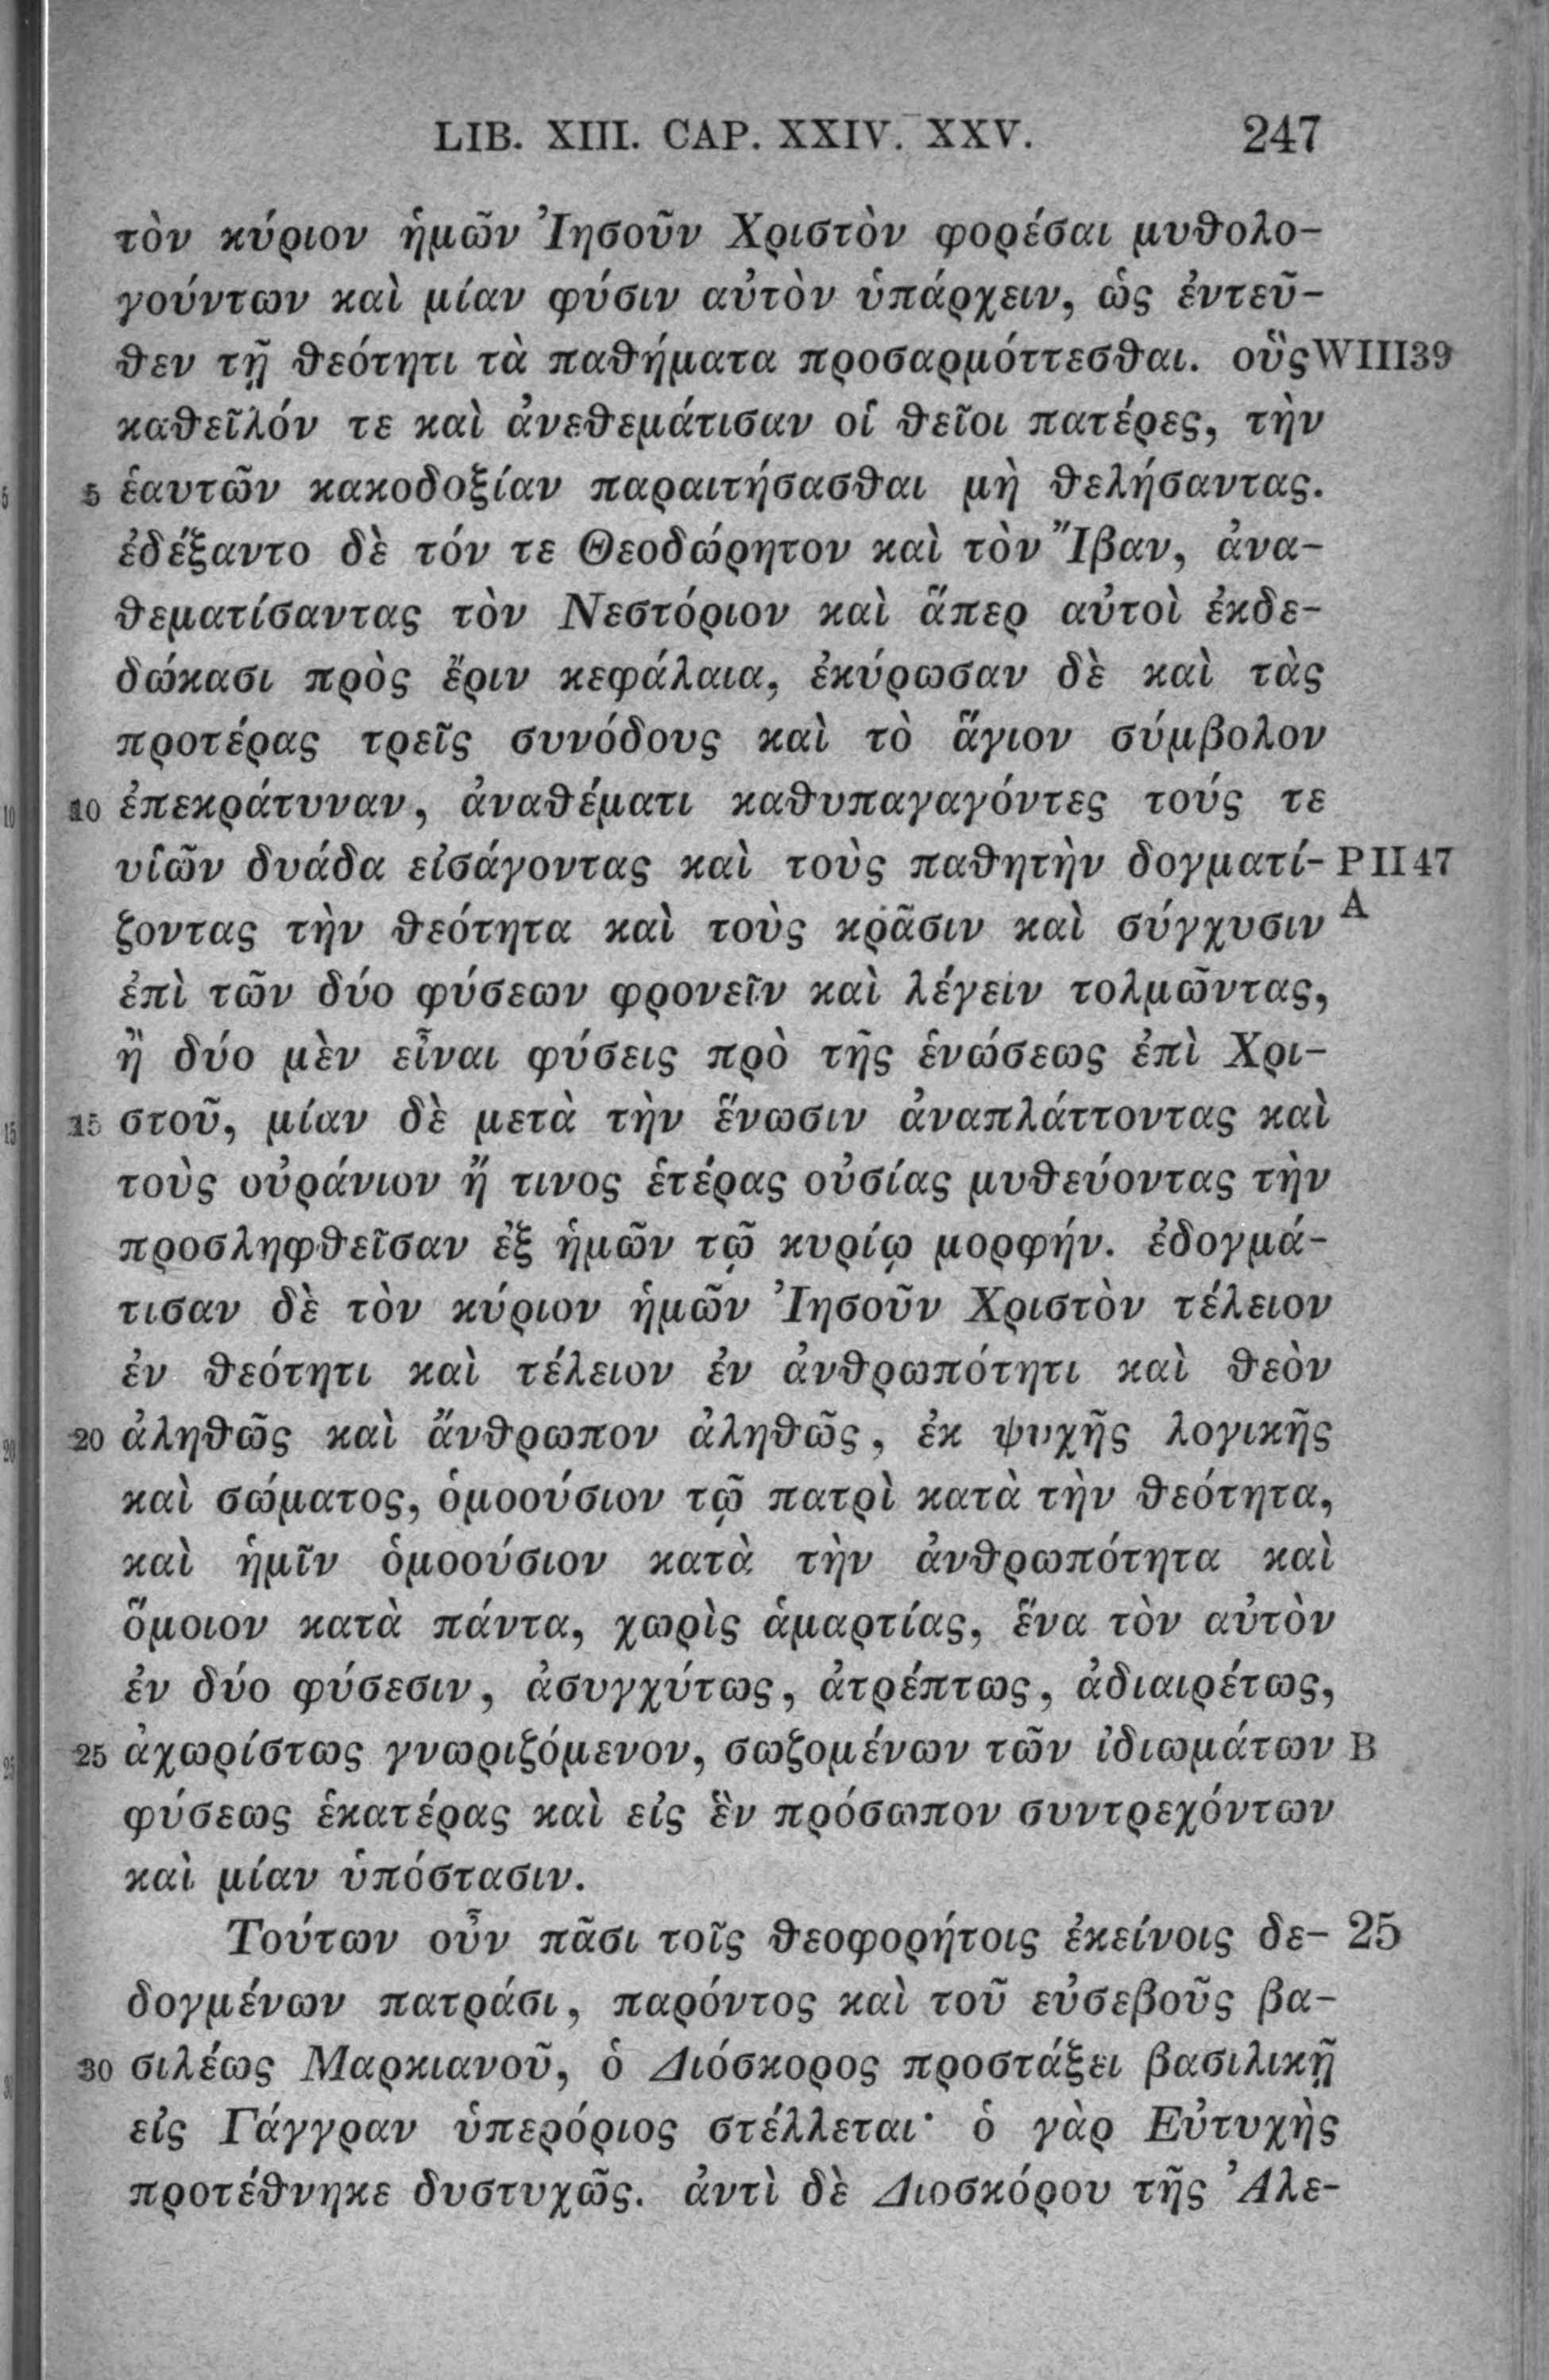 LIB. XIII. CAP. XXIV. XXV. 247
τὸν κύριον ἡμῶν Ἰησοῦν Χριστὸν φορέσαι μυθολο-
γούντων καὶ μίαν φύσιν αὐτὸν ὑπάρχειν, ὡς ἐντεῦ-
θεν τῇ θεότητι τὰ παθήματα προσαρμόττεσθαι. οὓς WIII39
καθεῖλόν τε καὶ ἀνεθεμάτισαν οἱ θεῖοι πατέρες, τὴν
5 ἑαυτῶν κακοδοξίαν παραιτήσασθαι μὴ θελήσαντας.
ἐδέξαντο δὲ τόν τε Θεοδώρητον καὶ τὸν Ἴβαν, ἀνα-
θεματίσαντας τὸν Νεστόριον καὶ ἅπερ αὐτοὶ ἐκδε-
δώκασι πρὸς ἔριν κεφάλαια, ἐκύρωσαν δὲ καὶ τὰς
προτέρας τρεῖς συνόδους καὶ τὸ ἅγιον σύμβολον
10 ἐπεκράτυναν, ἀναθέματι καθυπαγαγόντες τούς τε
υἱῶν δυάδα εἰσάγοντας καὶ τοὺς παθητὴν δογματί- P II 47
ζοντας τὴν θεότητα καὶ τοὺς κρᾶσιν καὶ σύγχυσιν A
ἐπὶ τῶν δύο φύσεων φρονεῖν καὶ λέγειν τολμῶντας,
ἢ δύο μὲν εἶναι φύσεις πρὸ τῆς ἑνώσεως ἐπὶ Χρι-
15 στοῦ, μίαν δὲ μετὰ τὴν ἕνωσιν ἀναπλάττοντας καὶ
τοὺς οὐράνιον ἤ τινος ἑτέρας οὐσίας μυθεύοντας τὴν
προσληφθεῖσαν ἐξ ἡμῶν τῷ κυρίῳ μορφήν. ἐδογμά-
τισαν δὲ τὸν κύριον ἡμῶν Ἰησοῦν Χριστὸν τέλειον
ἐν θεότητι καὶ τέλειον ἐν ἀνθρωπότητι καὶ θεὸν
20 ἀληθῶς καὶ ἄνθρωπον ἀληθῶς, ἐκ ψυχῆς λογικῆς
καὶ σώματος, ὁμοούσιον τῷ πατρὶ κατὰ τὴν θεότητα,
καὶ ἡμῖν ὁμοούσιον κατὰ τὴν ἀνθρωπότητα καὶ
ὅμοιον κατὰ πάντα, χωρὶς ἁμαρτίας, ἕνα τὸν αὐτὸν
ἐν δύο φύσεσιν, ἀσυγχύτως, ἀτρέπτως, ἀδιαιρέτως,
25 ἀχωρίστως γνωριζόμενον, σωζομένων τῶν ἰδιωμάτων B
φύσεως ἑκατέρας καὶ εἰς ἓν πρόσωπον συντρεχόντων
καὶ μίαν ὑπόστασιν.
Τούτων οὖν πᾶσι τοῖς θεοφορήτοις ἐκείνοις δε- 25
δογμένων πατράσι, παρόντος καὶ τοῦ εὐσεβοῦς βα-
30 σιλέως Μαρκιανοῦ, ὁ Διόσκορος προστάξει βασιλικῇ
εἰς Γάγγραν ὑπερόριος στέλλεται· ὁ γὰρ Εὐτυχὴς
προτέθνηκε δυστυχῶς. ἀντὶ δὲ Διοσκόρου τῆς Ἀλε-